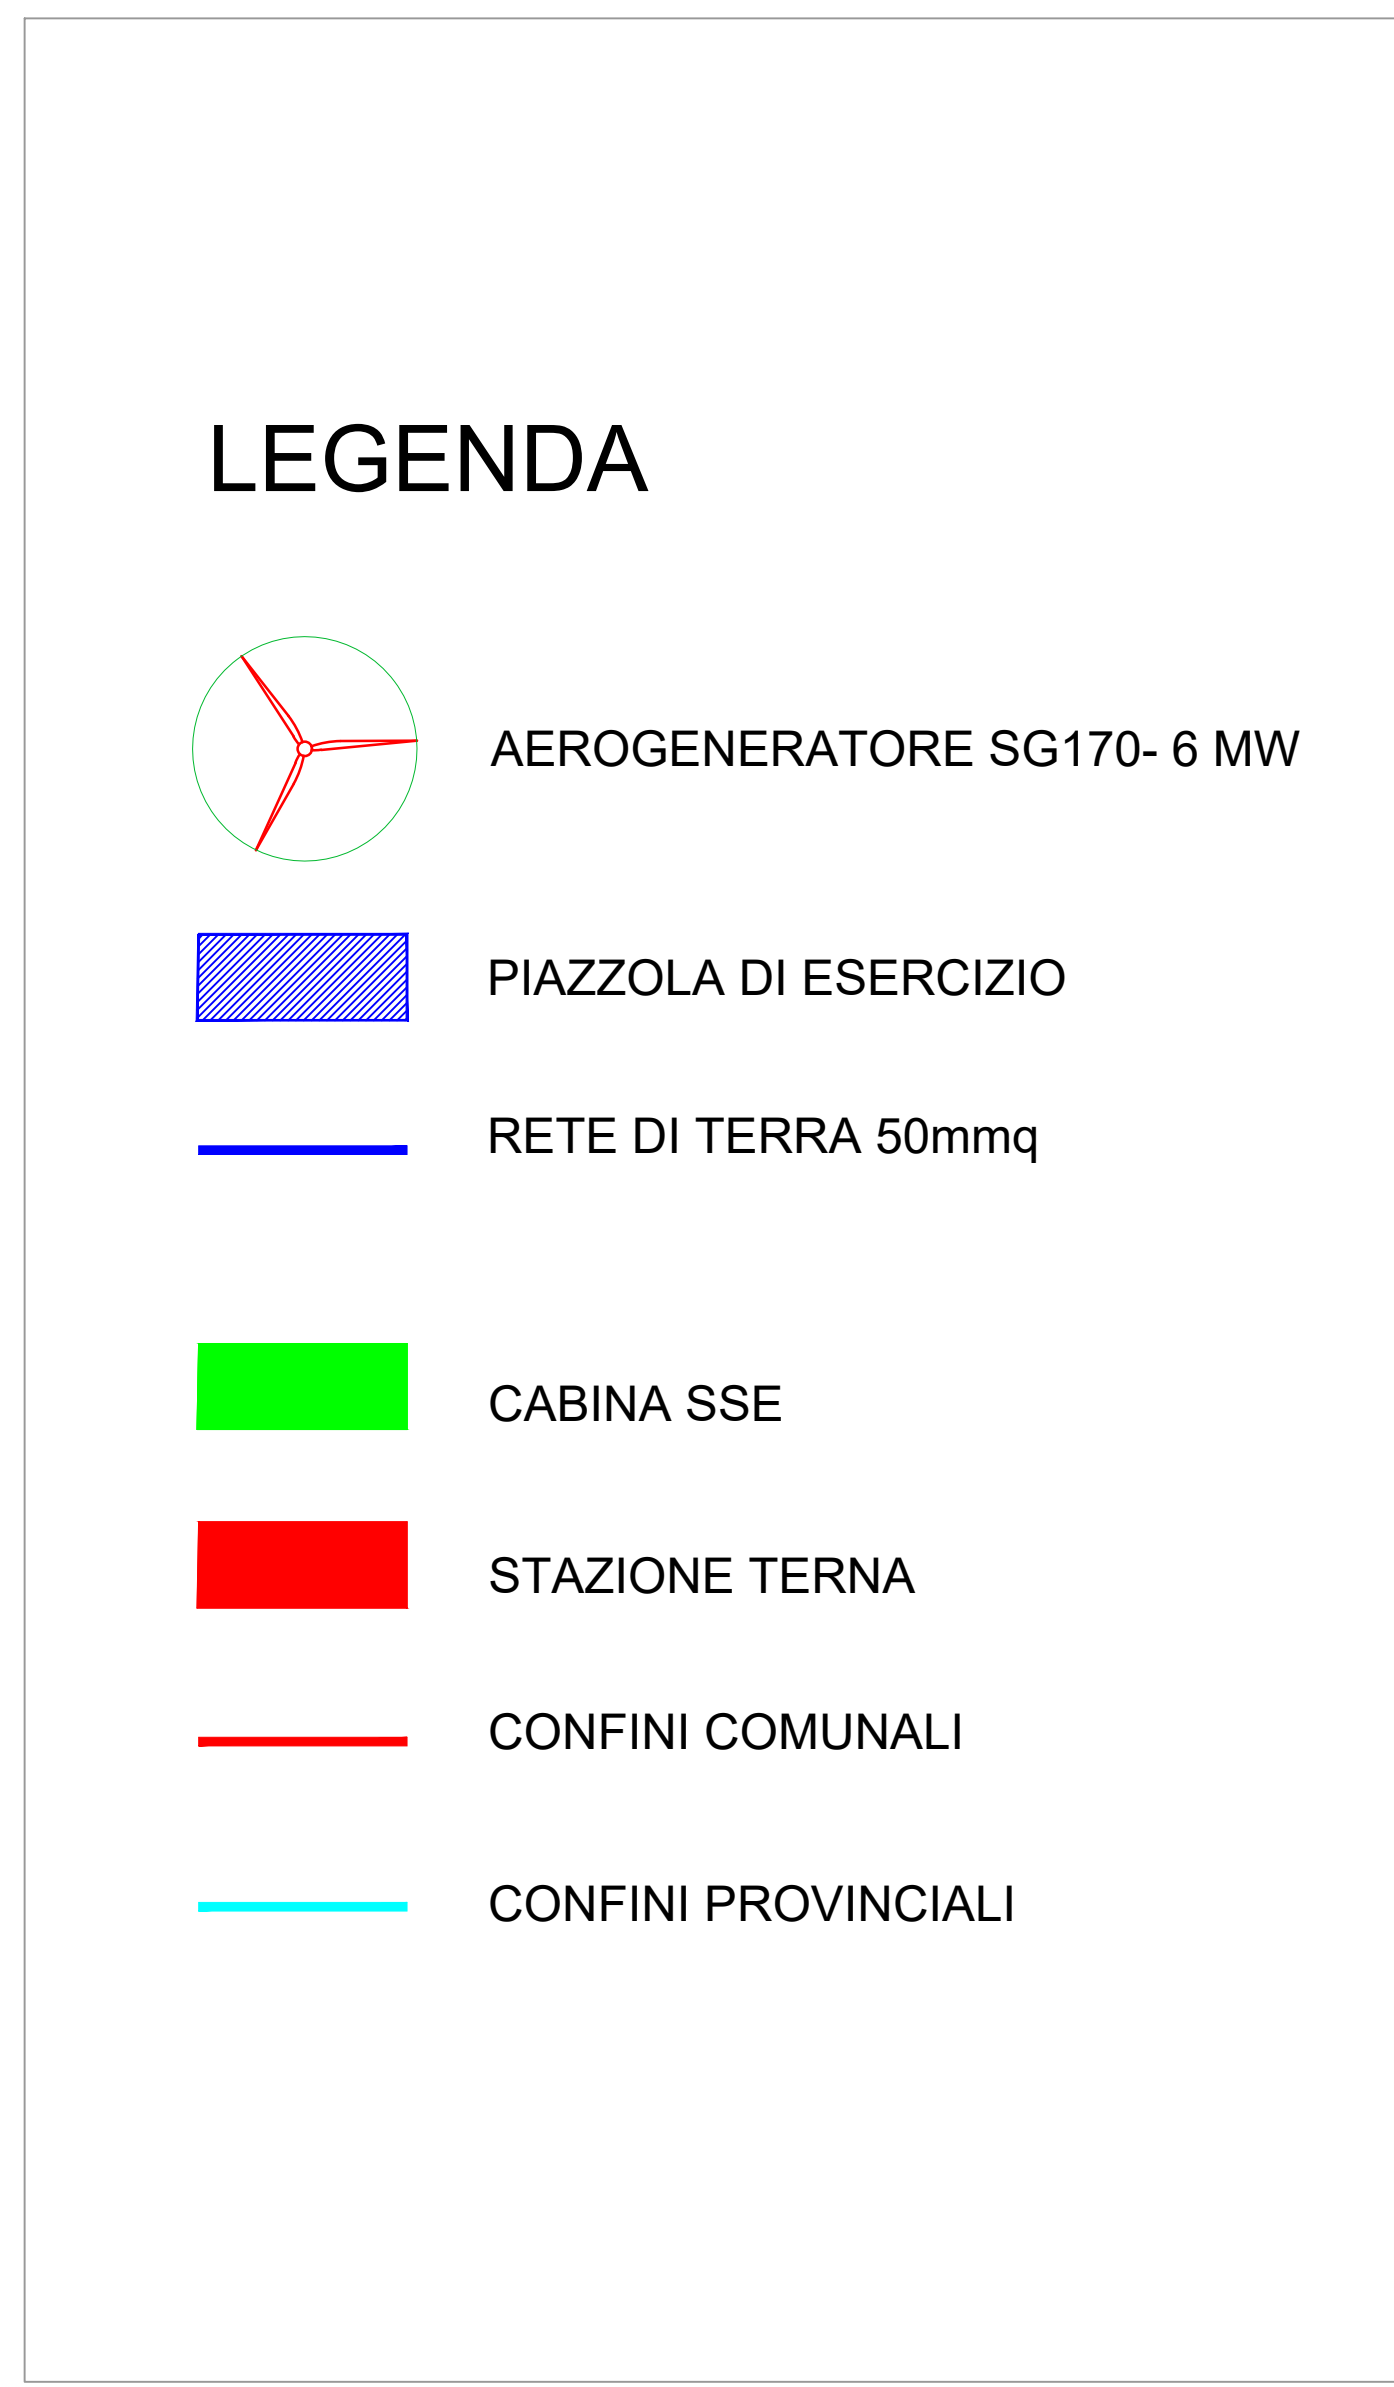 LEGENDA
AEROGENERATORE SG170- 6 MW
PIAZZOLA DI ESERCIZIO
RETE DI TERRA 50mmq
CABINA SSE
STAZIONE TERNA
CONFINI COMUNALI
CONFINI PROVINCIALI